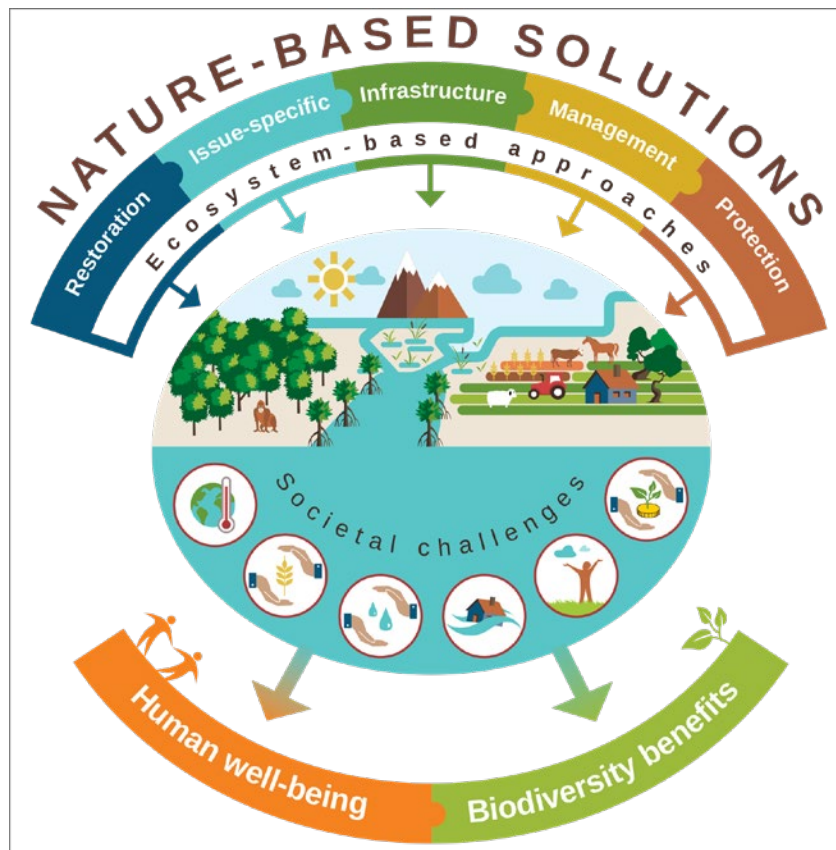 NATURE-BASED SOLUTIONS
Restoration
Issue-specific
Infrastructure
Management
Protection
Ecosystem-based approaches
Societal challenges
Human well-being
Biodiversity benefits